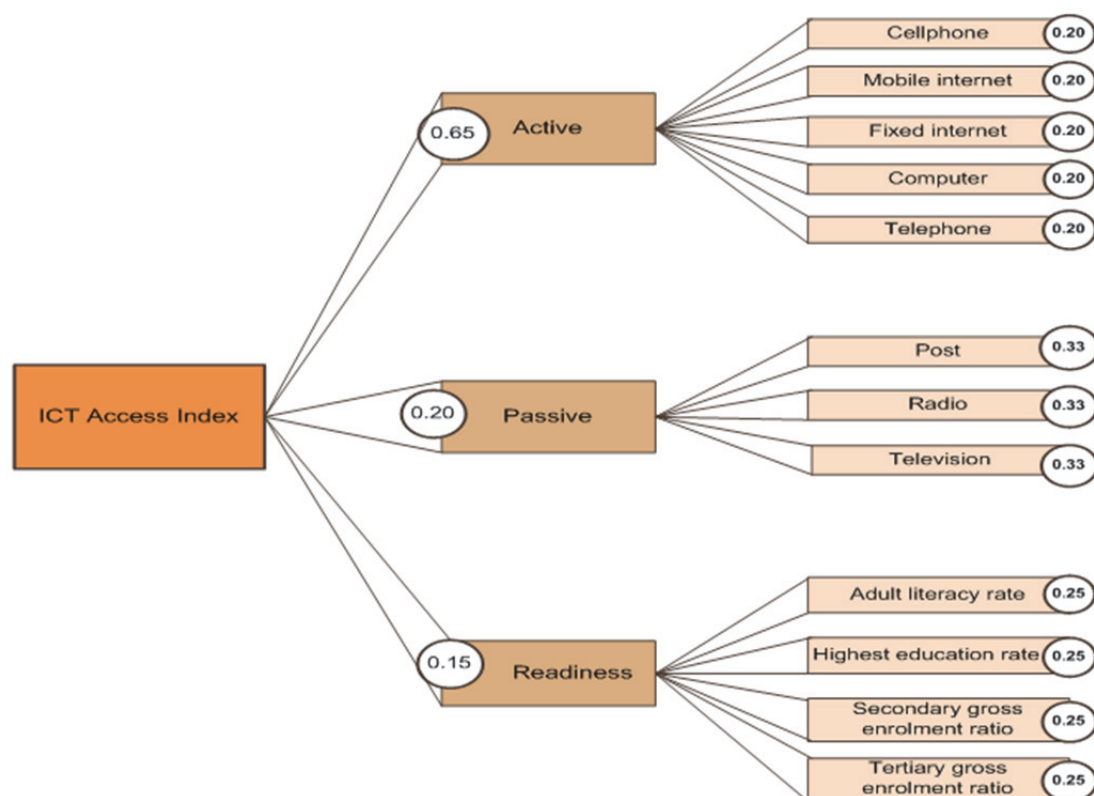 Cellphone
0.20
Mobile internet
0.20
0.65
Active
Fixed internet
0.20
Computer
0.20
Telephone
0.20
Post
0.33
ICT Access Index
0.20
Passive
Radio
0.33
Television
0.33
Adult literacy rate
0.25
0.15
Readiness
Highest education rate
0.25
Secondary gross
enrolment ratio
0.25
Tertiary gross
enrolment ratio
0.25